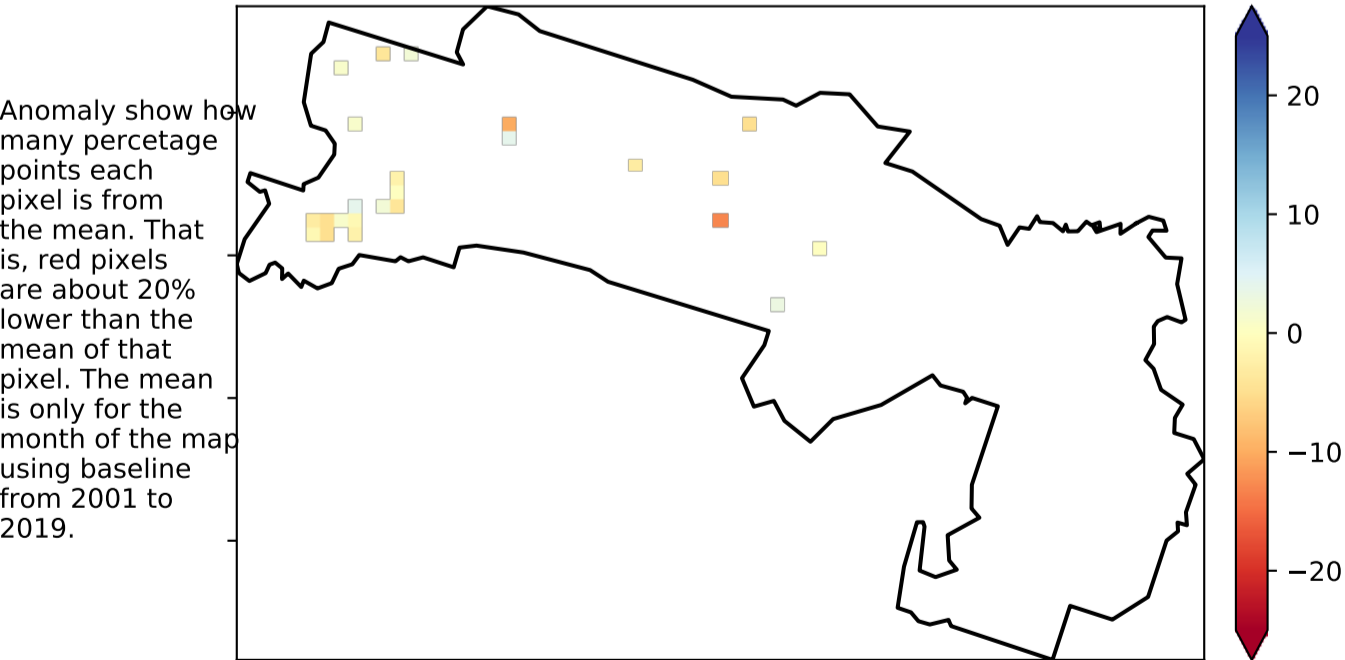 Anomaly show how
many percetage
points each
pixel is from
the mean. That
is, red pixels
are about 20%
lower than the
mean of that
pixel. The mean
is only for the
month of the map
using baseline
from 2001 to
2019.
20
10
0
−10
−20